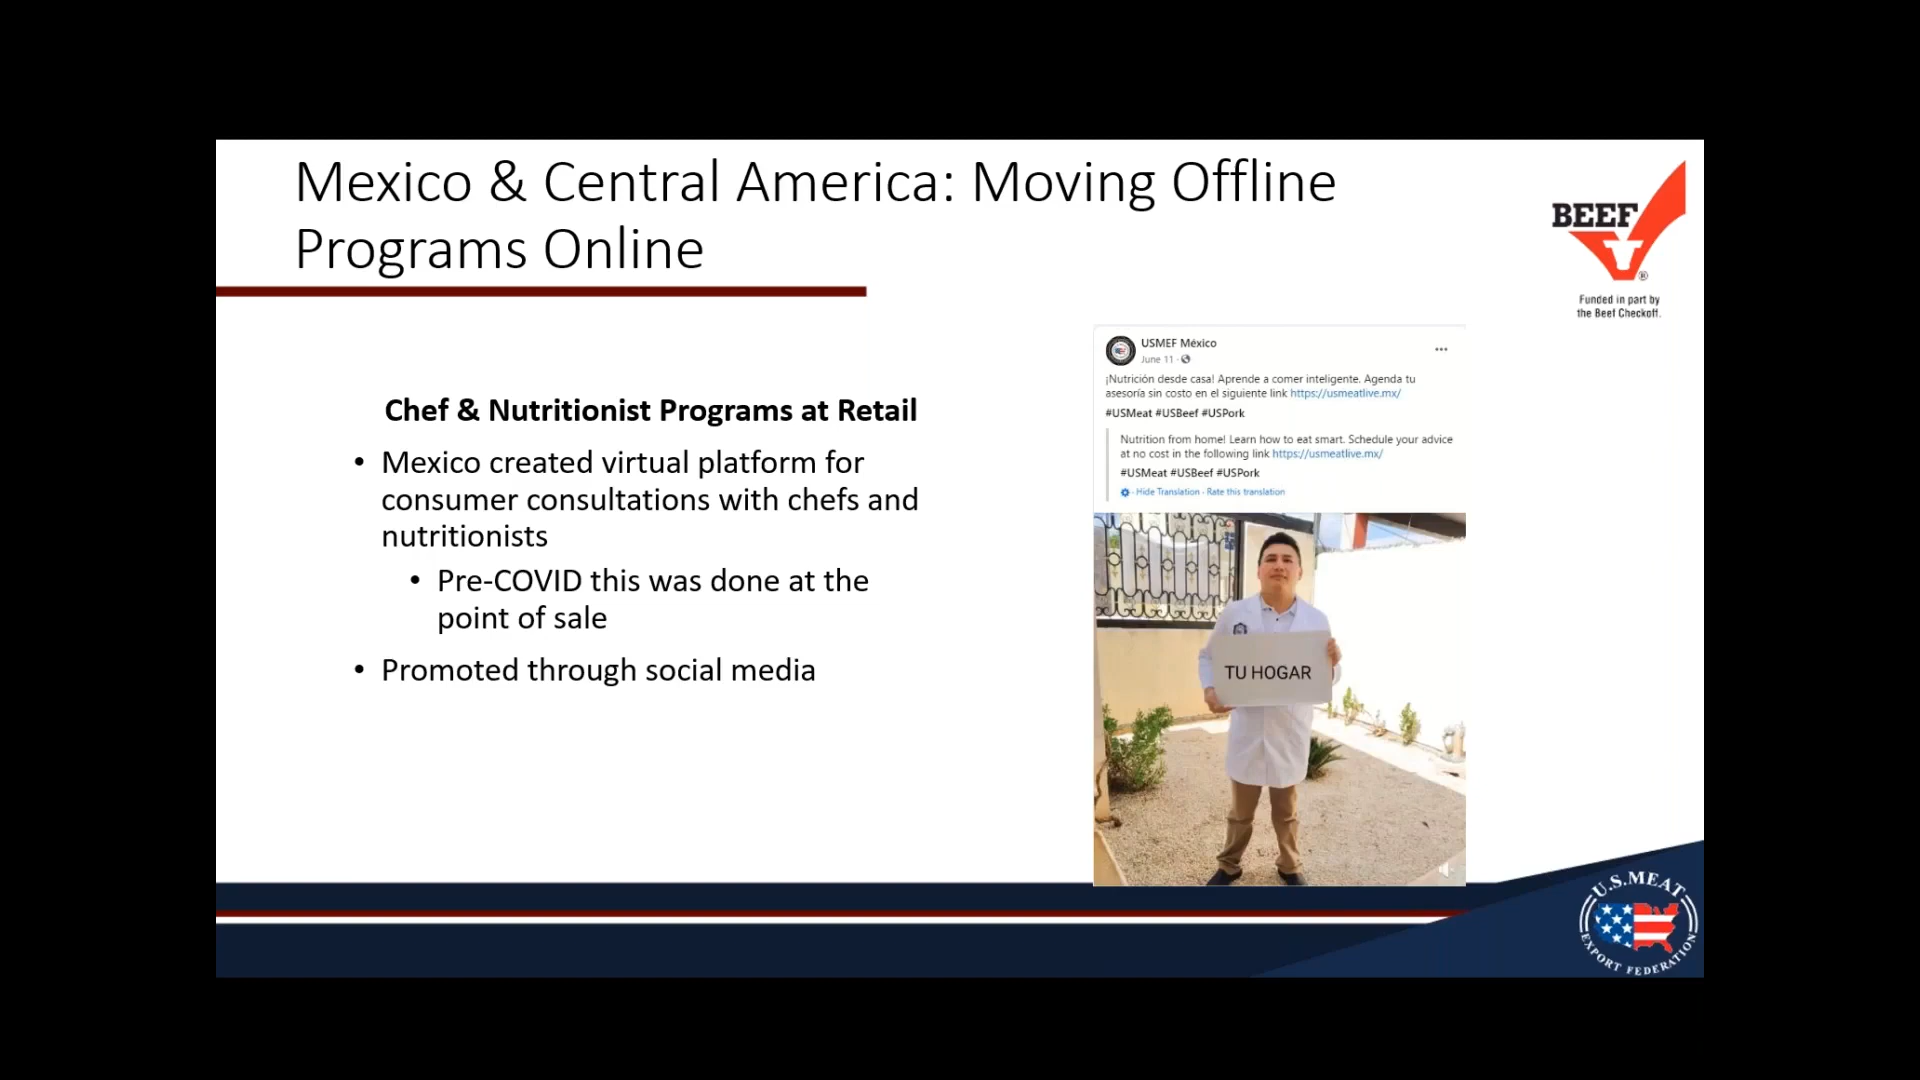 Mexico & Central America: Moving Offline
Programs Online
BEEF
®
Funded in part by
the Beef Checkoff.
Chef & Nutritionist Programs at Retail
• Mexico created virtual platform for
consumer consultations with chefs and
nutritionists
• Pre-COVID this was done at the
point of sale
• Promoted through social media
USMEF México
June 11 ·
¡Nutrición desde casa! Aprende a comer inteligente. Agenda tu
asesoría sin costo en el siguiente link https://usmeatlive.mx/
#USMeat #USBeef #USPork
Nutrition from home! Learn how to eat smart. Schedule your advice
at no cost in the following link https://usmeatlive.mx/
#USMeat #USBeef #USPork
· Hide Translation · Rate this translation
TU HOGAR
U.S. MEAT
EXPORT FEDERATION